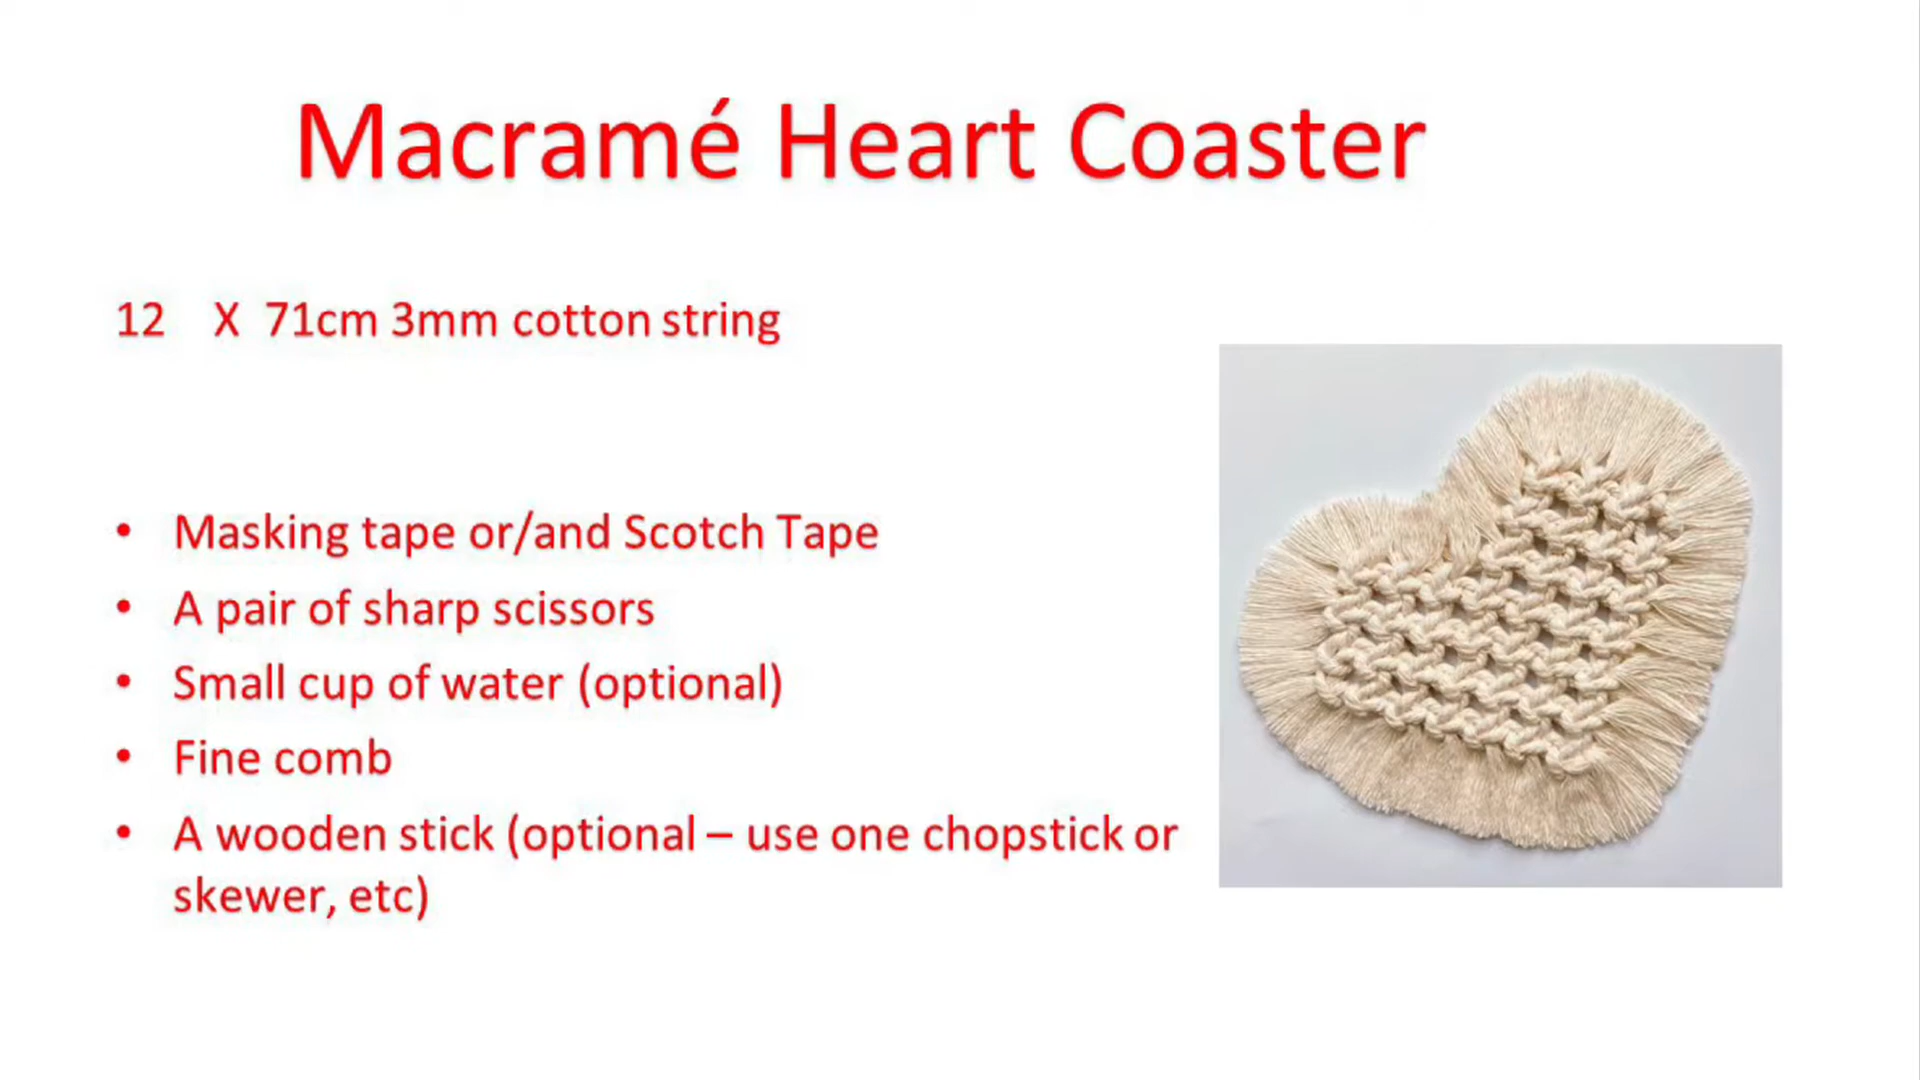 Macramé Heart Coaster
12 X 71cm 3mm cotton string
• Masking tape or/and Scotch Tape
• A pair of sharp scissors
• Small cup of water (optional)
• Fine comb
• A wooden stick (optional – use one chopstick or
skewer, etc)